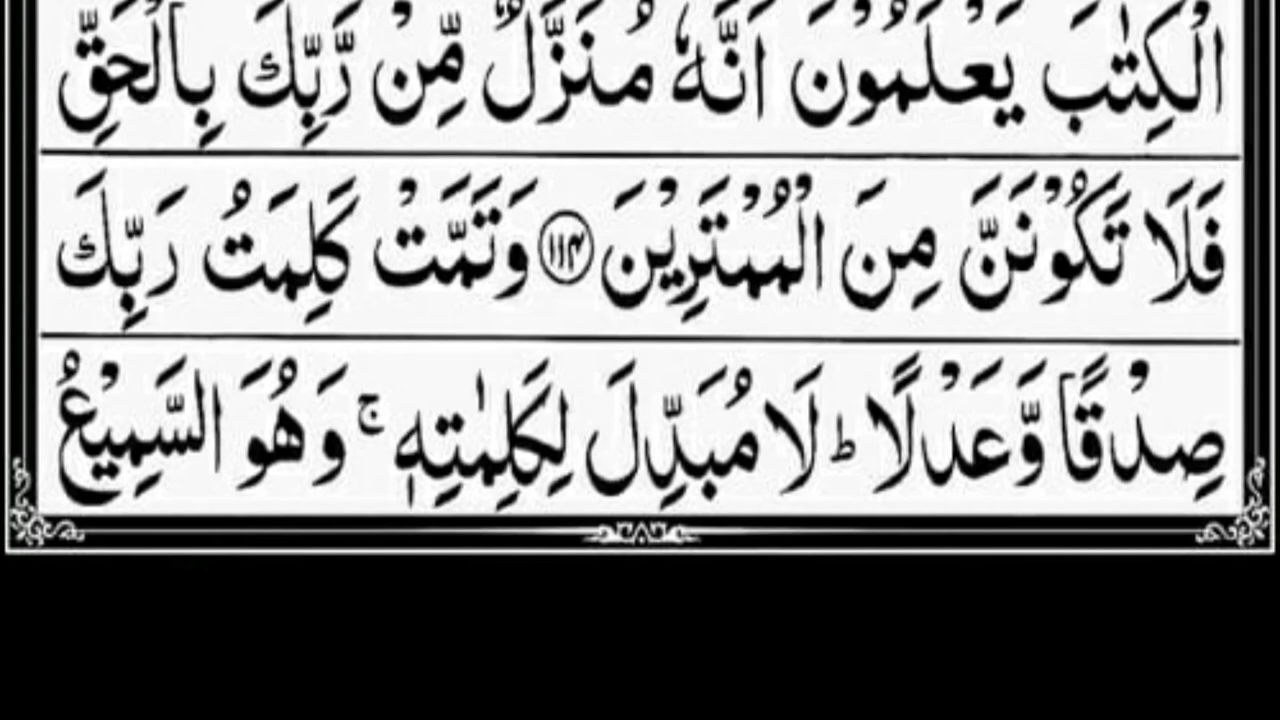 الْكِتٰبَ يَعْلَمُوْنَ اَنَّهٗ مُنَزَّلٌ مِّنْ رَّبِّكَ بِالْحَقِّ
فَلَا تَكُوْنَنَّ مِنَ الْمُمْتَرِيْنَ ۝۱۱۴ وَتَمَّتْ كَلِمَتُ رَبِّكَ
صِدْقًا وَّعَدْلًا ؕ لَا مُبَدِّلَ لِكَلِمٰتِهٖ ۚ وَهُوَ السَّمِيْعُ